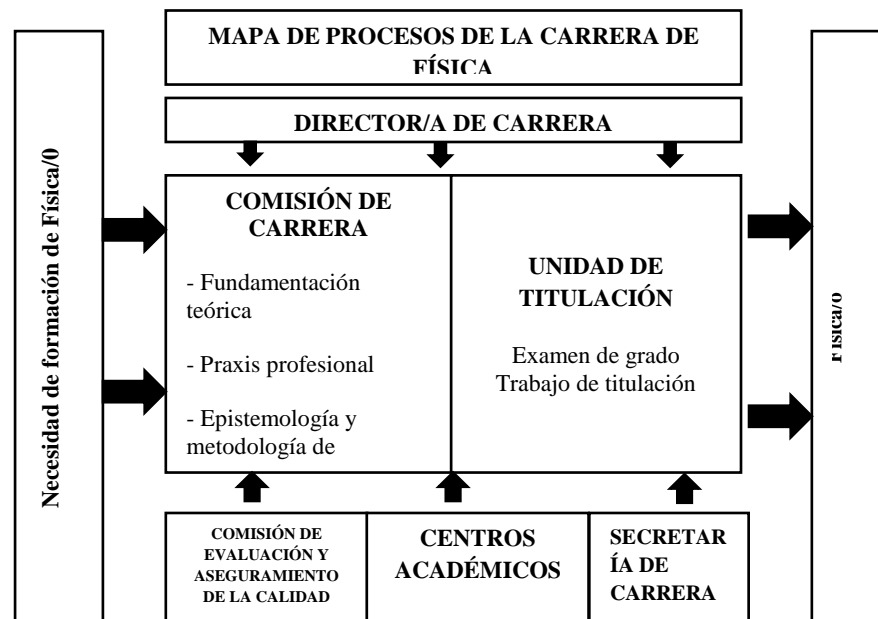 MAPA DE PROCESOS DE LA CARRERA DE
FÍSICA
DIRECTOR/A DE CARRERA
Necesidad de formación de Física/0
COMISIÓN DE
CARRERA
- Fundamentación
teórica
- Praxis profesional
- Epistemología y
metodología de
UNIDAD DE
TITULACIÓN
Examen de grado
Trabajo de titulación
Física/0
COMISIÓN DE
EVALUACIÓN Y
ASEGURAMIENTO
DE LA CALIDAD
CENTROS
ACADÉMICOS
SECRETAR
ÍA DE
CARRERA